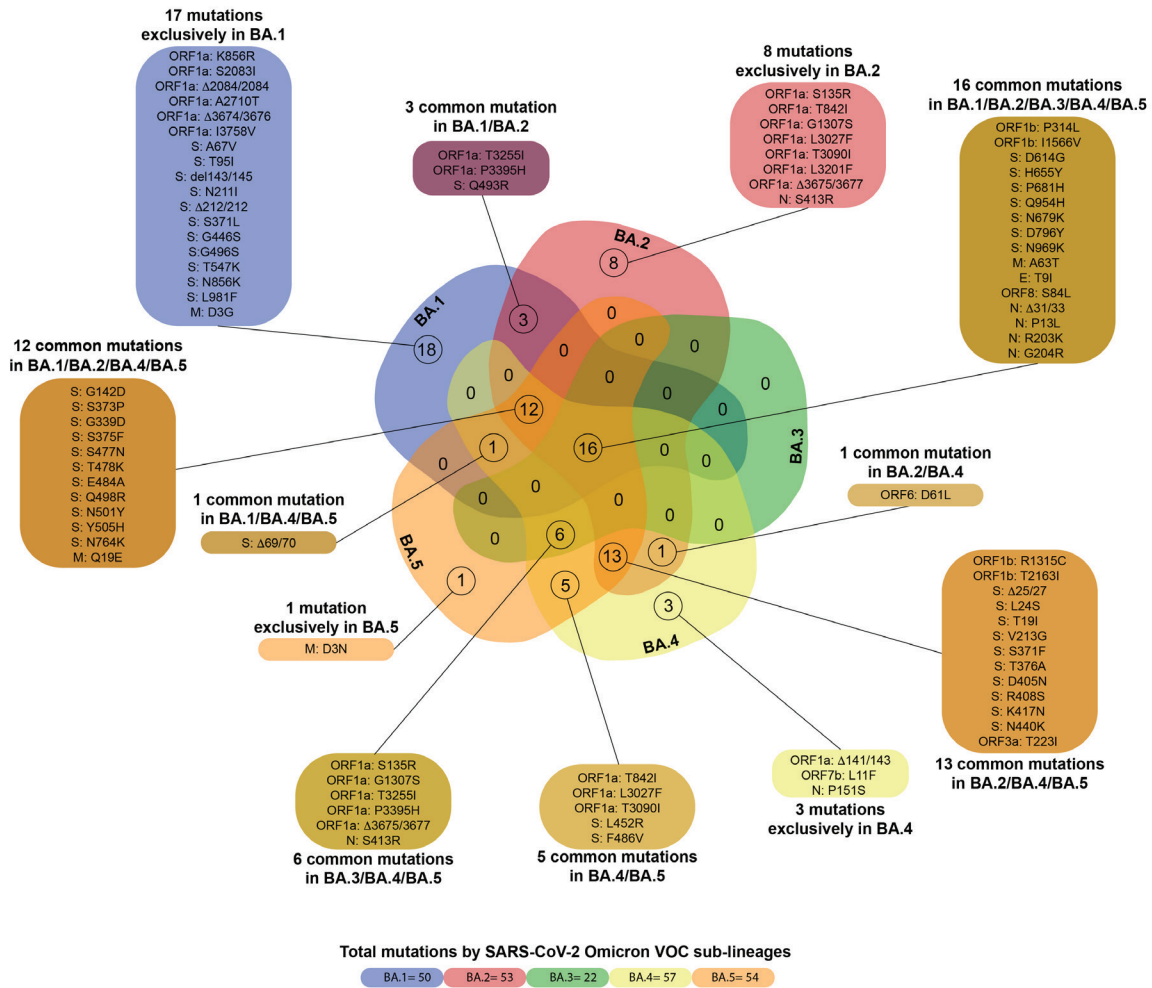 17 mutations
exclusively in BA.1
ORF1a: K856R
ORF1a: S2083I
ORF1a: Δ2084/2084
ORF1a: A2710T
ORF1a: Δ3674/3676
ORF1a: I3758V
S: A67V
S: T95I
S: del143/145
S: N211I
S: Δ212/212
S: S371L
S: G446S
S:G496S
S: T547K
S: N856K
S: L981F
M: D3G
3 common mutation
in BA.1/BA.2
ORF1a: T3255I
ORF1a: P3395H
S: Q493R
8 mutations
exclusively in BA.2
ORF1a: S135R
ORF1a: T842I
ORF1a: G1307S
ORF1a: L3027F
ORF1a: T3090I
ORF1a: L3201F
ORF1a: Δ3675/3677
N: S413R
16 common mutations
in BA.1/BA.2/BA.3/BA.4/BA.5
ORF1b: P314L
ORF1b: I1566V
S: D614G
S: H655Y
S: P681H
S: Q954H
S: N679K
S: D796Y
S: N969K
M: A63T
E: T9I
ORF8: S84L
N: Δ31/33
N: P13L
N: R203K
N: G204R
12 common mutations
in BA.1/BA.2/BA.4/BA.5
S: G142D
S: S373P
S: G339D
S: S375F
S: S477N
S: T478K
S: E484A
S: Q498R
S: N501Y
S: Y505H
S: N764K
M: Q19E
1 common mutation
in BA.1/BA.4/BA.5
S: Δ69/70
1 mutation
exclusively in BA.5
M: D3N
BA.2
8
BA.1
3
0
18
0
0
0
0
0
0
0
0
0
12
0
BA.3
1
16
0
0
0
0
0
0
0
0
0
0
6
BA.5
13
1
1
5
3
BA.4
1 common mutation
in BA.2/BA.4
ORF6: D61L
ORF1b: R1315C
ORF1b: T2163I
S: Δ25/27
S: L24S
S: T19I
S: V213G
S: S371F
S: T376A
S: D405N
S: R408S
S: K417N
S: N440K
ORF3a: T223I
13 common mutations
in BA.2/BA.4/BA.5
ORF1a: S135R
ORF1a: G1307S
ORF1a: T3255I
ORF1a: P3395H
ORF1a: Δ3675/3677
N: S413R
6 common mutations
in BA.3/BA.4/BA.5
ORF1a: T842I
ORF1a: L3027F
ORF1a: T3090I
S: L452R
S: F486V
5 common mutations
in BA.4/BA.5
ORF1a: Δ141/143
ORF7b: L11F
N: P151S
3 mutations
exclusively in BA.4
Total mutations by SARS-CoV-2 Omicron VOC sub-lineages
BA.1= 50 BA.2= 53 BA.3= 22 BA.4= 57 BA.5= 54